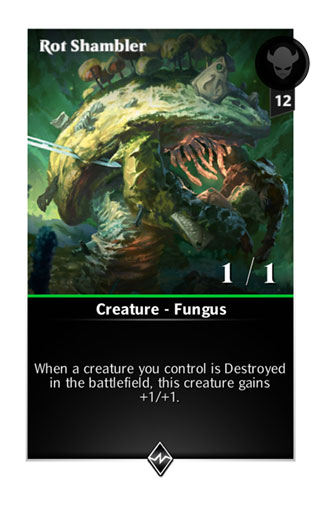 Rot Shambler
12
1 / 1
Creature - Fungus
When a creature you control is Destroyed
in the battlefield, this creature gains
+1/+1.